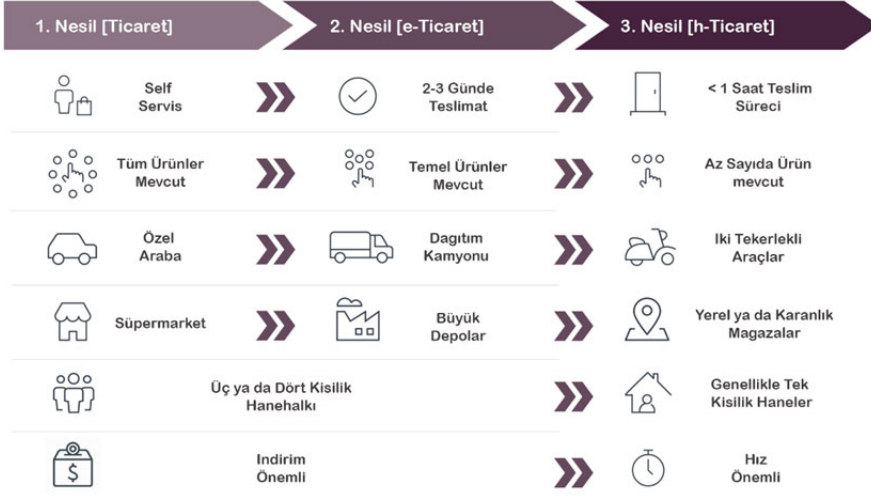 1. Nesil [Ticaret]
2. Nesil [e-Ticaret]
3. Nesil [h-Ticaret]
Self
Servis
2-3 Günde
Teslimat
< 1 Saat Teslim
Süreci
Tüm Ürünler
Mevcut
Temel Ürünler
Mevcut
Az Sayıda Ürün
mevcut
Özel
Araba
Dagıtım
Kamyonu
Iki Tekerlekli
Araçlar
Süpermarket
Büyük
Depolar
Yerel ya da Karanlık
Magazalar
Üç ya da Dört Kisilik
Hanehalkı
Genellikle Tek
Kisilik Haneler
$
Indirim
Önemli
Hız
Önemli